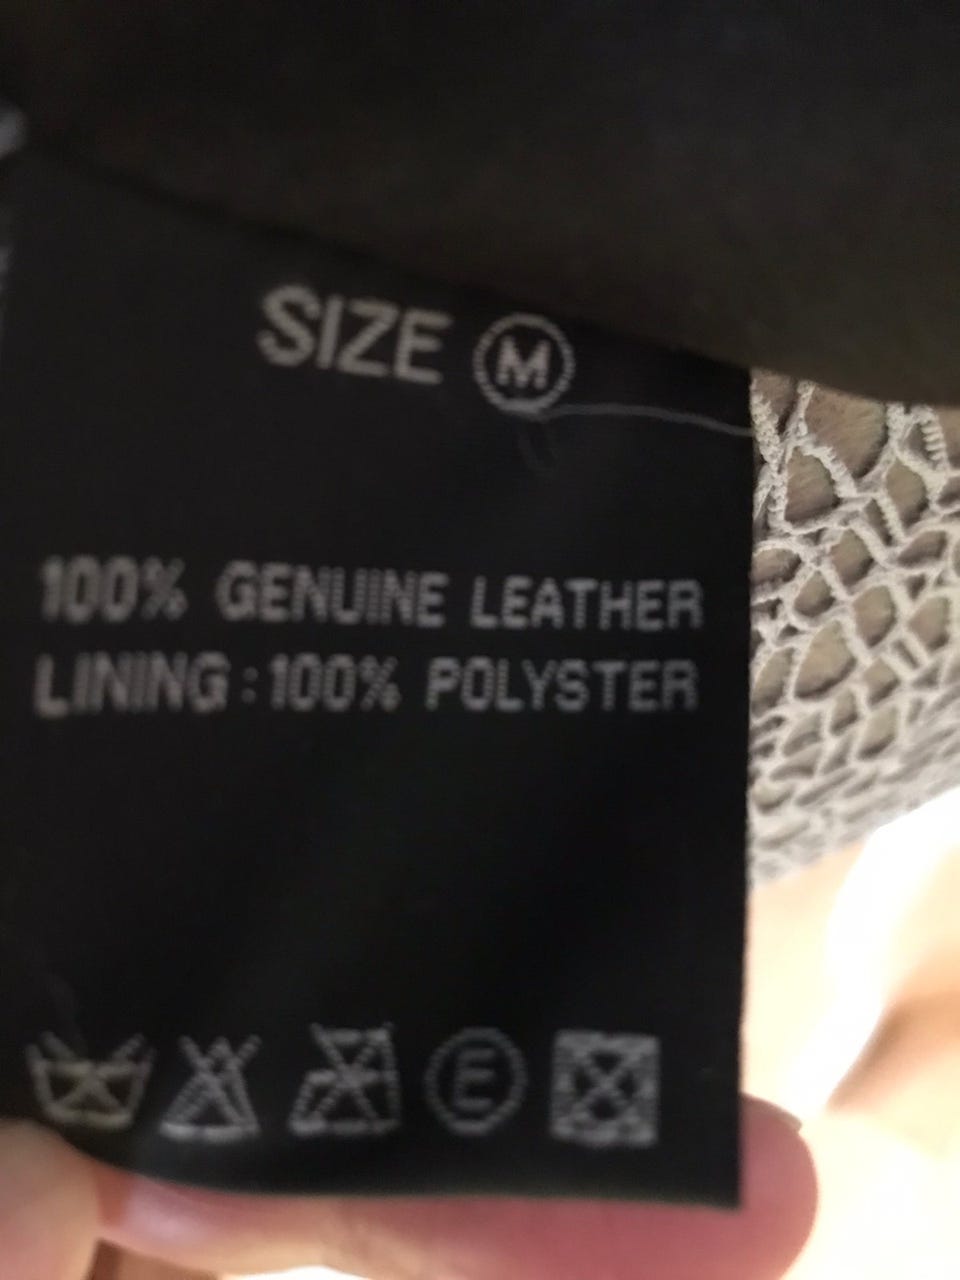 SIZE M
100% GENUINE LEATHER
LINING:100% POLYSTER
E